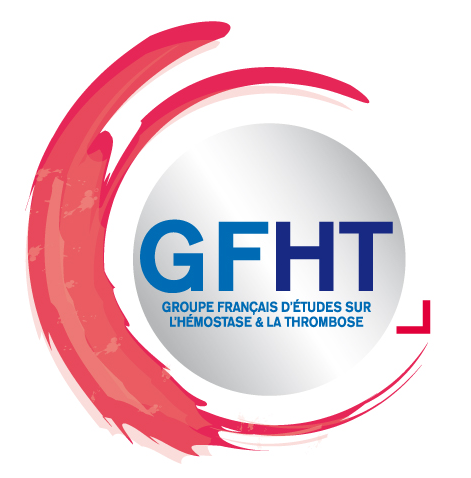 GFHT
GROUPE FRANÇAIS D'ÉTUDES SUR
L'HÉMOSTASE & LA THROMBOSE